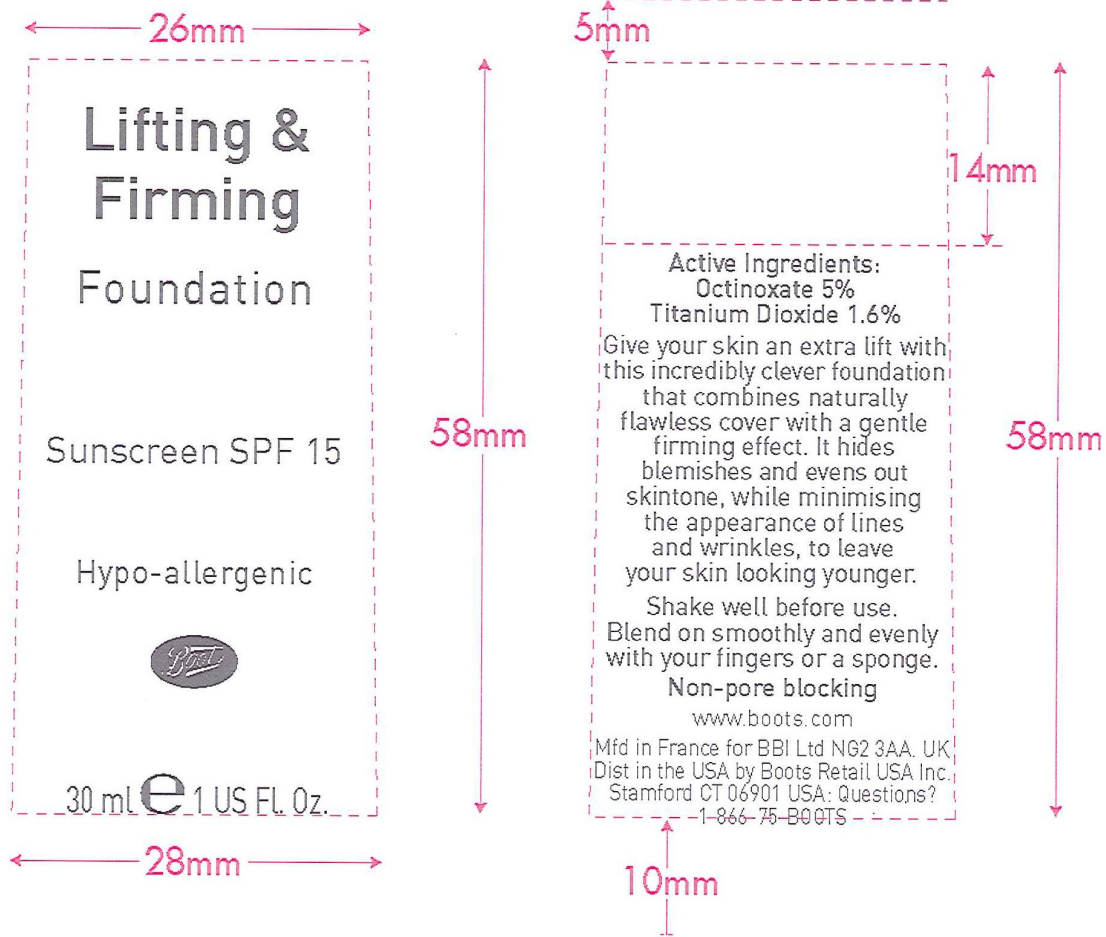 26mm
Lifting &
Firming
Foundation
Sunscreen SPF 15
Hypo-allergenic
Boots
30 ml e 1 US Fl. Oz.
28mm
58mm
5mm
14mm
Active Ingredients:
Octinoxate 5%
Titanium Dioxide 1.6%
Give your skin an extra lift with
this incredibly clever foundation
that combines naturally
flawless cover with a gentle
firming effect. It hides
blemishes and evens out
skintone, while minimising
the appearance of lines
and wrinkles, to leave
your skin looking younger.
Shake well before use.
Blend on smoothly and evenly
with your fingers or a sponge.
Non-pore blocking
www.boots.com
Mfd in France for BBI Ltd NG2 3AA. UK
Dist in the USA by Boots Retail USA Inc.
Stamford CT 06901 USA: Questions?
1-866-75-BOOTS
58mm
10mm